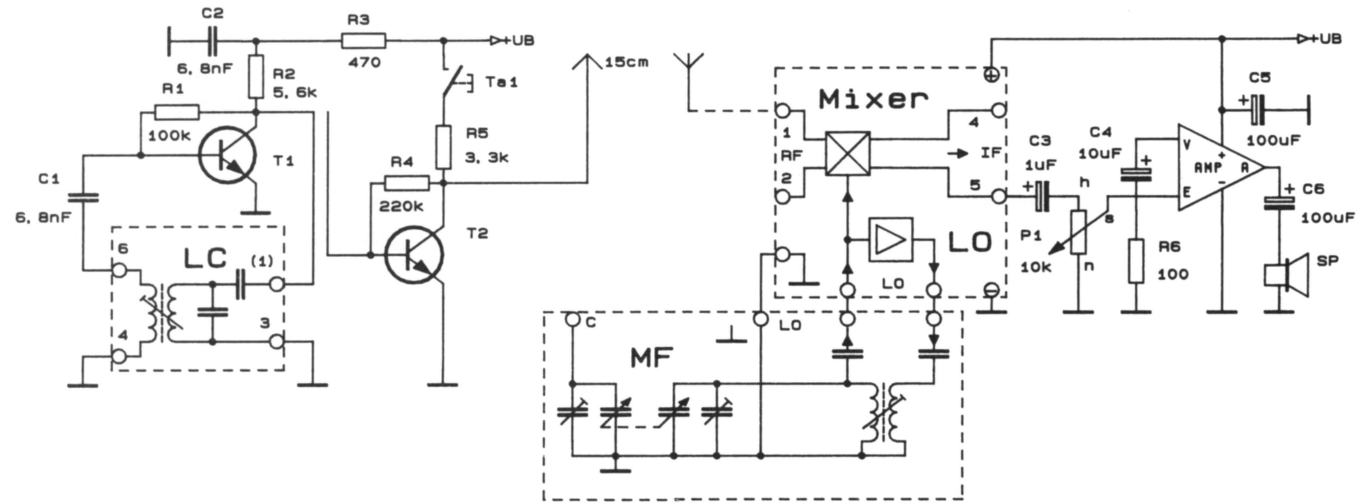 C2
6,8nF
R3
470
+UB
R2
5,6k
R1
100k
T1
Ta1
15cm
R5
3,3k
R4
220k
T2
C1
6,8nF
LC
(1)
6
4
3
Mixer
1
RF
2
4
IF
5
LO
LO
+
−
MF
C
LO
+UB
C5
+
100uF
C3
1uF
+
C4
10uF
+
h
s
n
P1
10k
R6
100
V
E
AMP
A
+
-
C6
+
100uF
SP